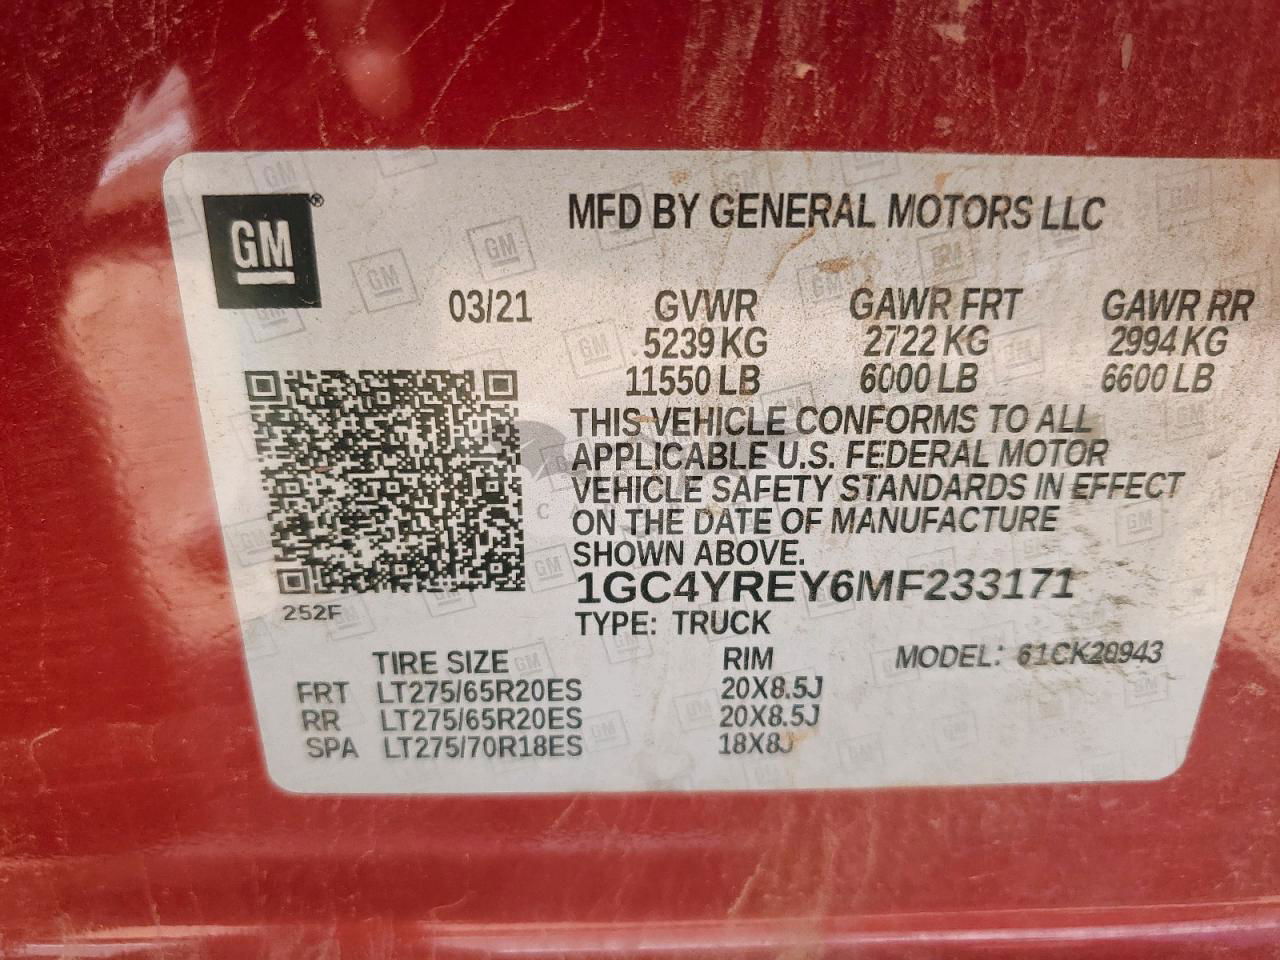 GM®
MFD BY GENERAL MOTORS LLC
03/21 GVWR GAWR FRT GAWR RR
5239 KG 2722 KG 2994 KG
11550 LB 6000 LB 6600 LB
THIS VEHICLE CONFORMS TO ALL
APPLICABLE U.S. FEDERAL MOTOR
VEHICLE SAFETY STANDARDS IN EFFECT
ON THE DATE OF MANUFACTURE
SHOWN ABOVE.
1GC4YREY6MF233171
252F
TYPE: TRUCK
TIRE SIZE RIM MODEL: 61CK20943
FRT LT275/65R20ES 20X8.5J
RR LT275/65R20ES 20X8.5J
SPA LT275/70R18ES 18X8J